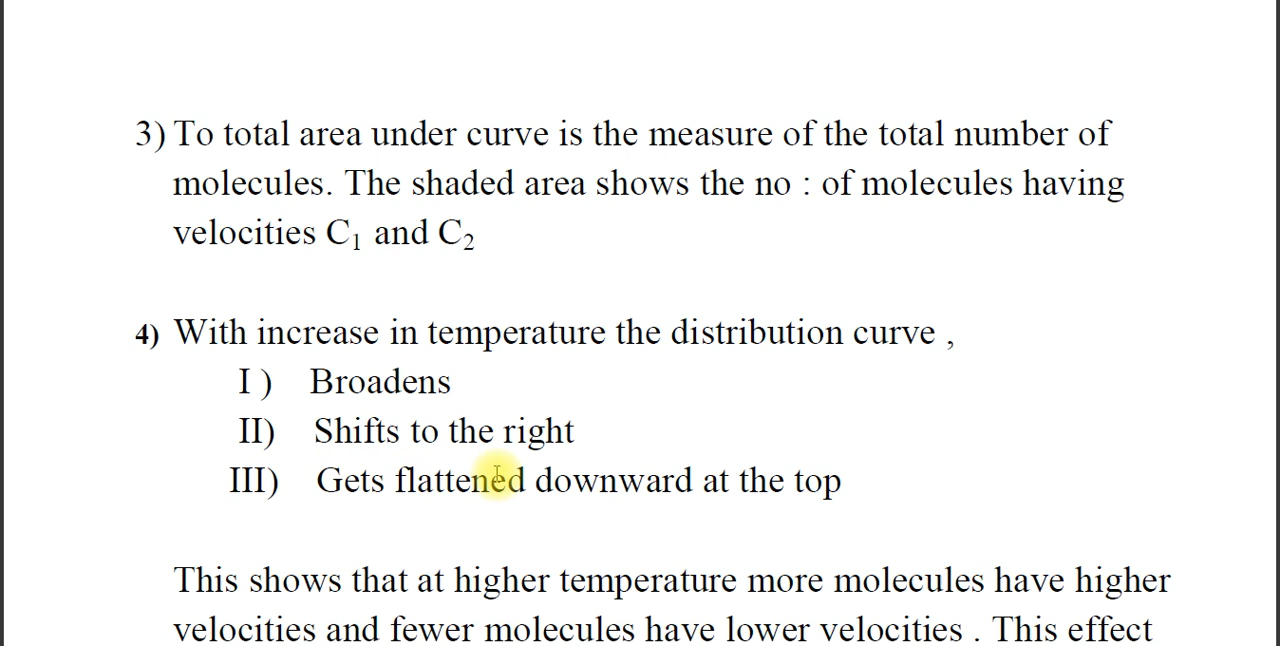 3) To total area under curve is the measure of the total number of
molecules. The shaded area shows the no : of molecules having
velocities C₁ and C₂
4) With increase in temperature the distribution curve ,
I ) Broadens
II) Shifts to the right
III) Gets flattened downward at the top
This shows that at higher temperature more molecules have higher
velocities and fewer molecules have lower velocities . This effect